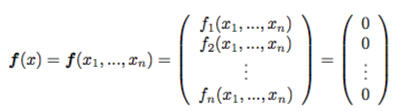 f(x) = f(x₁,...,xₙ) = ( f₁(x₁,...,xₙ) f₂(x₁,...,xₙ) ⋮ fₙ(x₁,...,xₙ) ) = ( 0 0 ⋮ 0 )